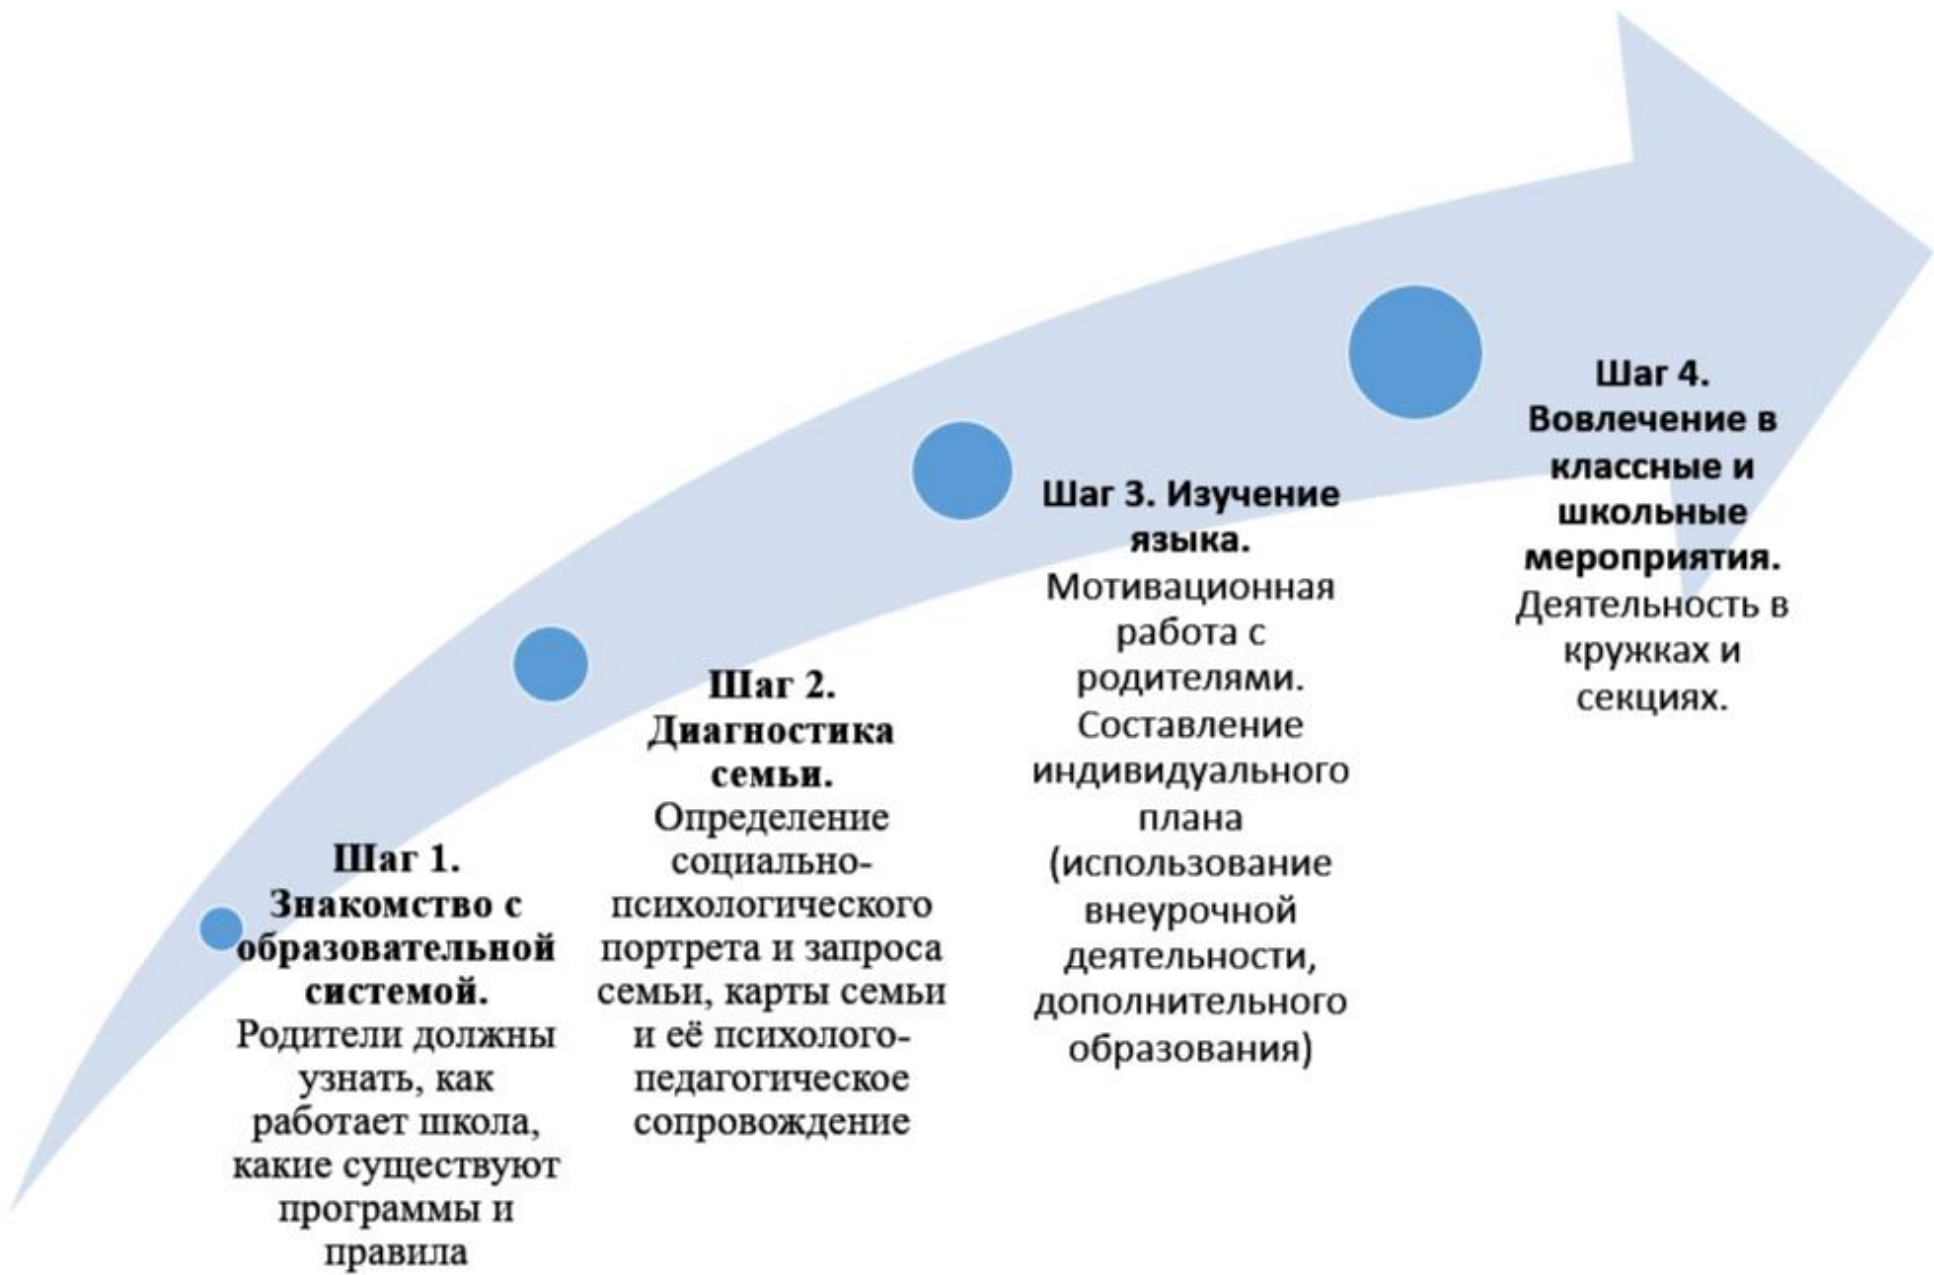 Шаг 1.
Знакомство с
образовательной
системой.
Родители должны
узнать, как
работает школа,
какие существуют
программы и
правила
Шаг 2.
Диагностика
семьи.
Определение
социально-
психологического
портрета и запроса
семьи, карты семьи
и её психолого-
педагогическое
сопровождение
Шаг 3. Изучение
языка.
Мотивационная
работа с
родителями.
Составление
индивидуального
плана
(использование
внеурочной
деятельности,
дополнительного
образования)
Шаг 4.
Вовлечение в
классные и
школьные
мероприятия.
Деятельность в
кружках и
секциях.